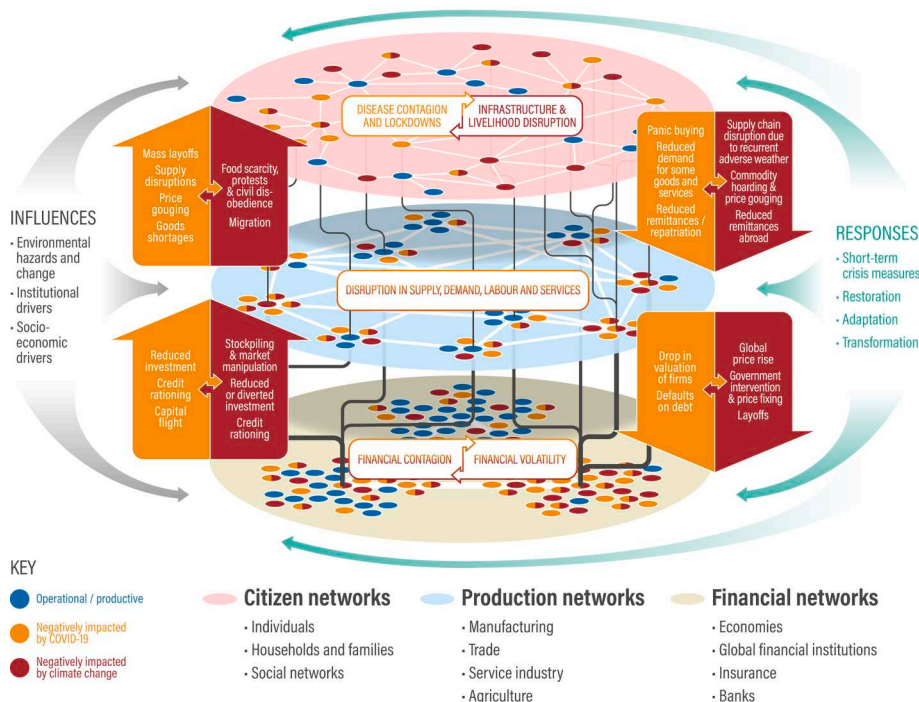 DISEASE CONTAGION
AND LOCKDOWNS
INFRASTRUCTURE &
LIVELIHOOD DISRUPTION
Mass layoffs
Supply
disruptions
Price
gouging
Goods
shortages
Food scarcity,
protests
& civil dis-
obedience
Migration
Panic buying
Reduced
demand
for some
goods and
services
Reduced
remittances /
repatriation
Supply chain
disruption due
to recurrent
adverse weather
Commodity
hoarding &
price gouging
Reduced
remittances
abroad
INFLUENCES
• Environmental
hazards and
change
• Institutional
drivers
• Socio-
economic
drivers
DISRUPTION IN SUPPLY, DEMAND, LABOUR AND SERVICES
RESPONSES
• Short-term
crisis measures
• Restoration
• Adaptation
• Transformation
Reduced
investment
Credit
rationing
Capital
flight
Stockpiling
& market
manipulation
Reduced
or diverted
investment
Credit
rationing
Drop in
valuation
of firms
Defaults
on debt
Global
price rise
Government
intervention
& price fixing
Layoffs
FINANCIAL CONTAGION
FINANCIAL VOLATILITY
KEY
Operational / productive
Negatively impacted
by COVID-19
Negatively impacted
by climate change
Citizen networks
• Individuals
• Households and families
• Social networks
Production networks
• Manufacturing
• Trade
• Service industry
• Agriculture
Financial networks
• Economies
• Global financial institutions
• Insurance
• Banks